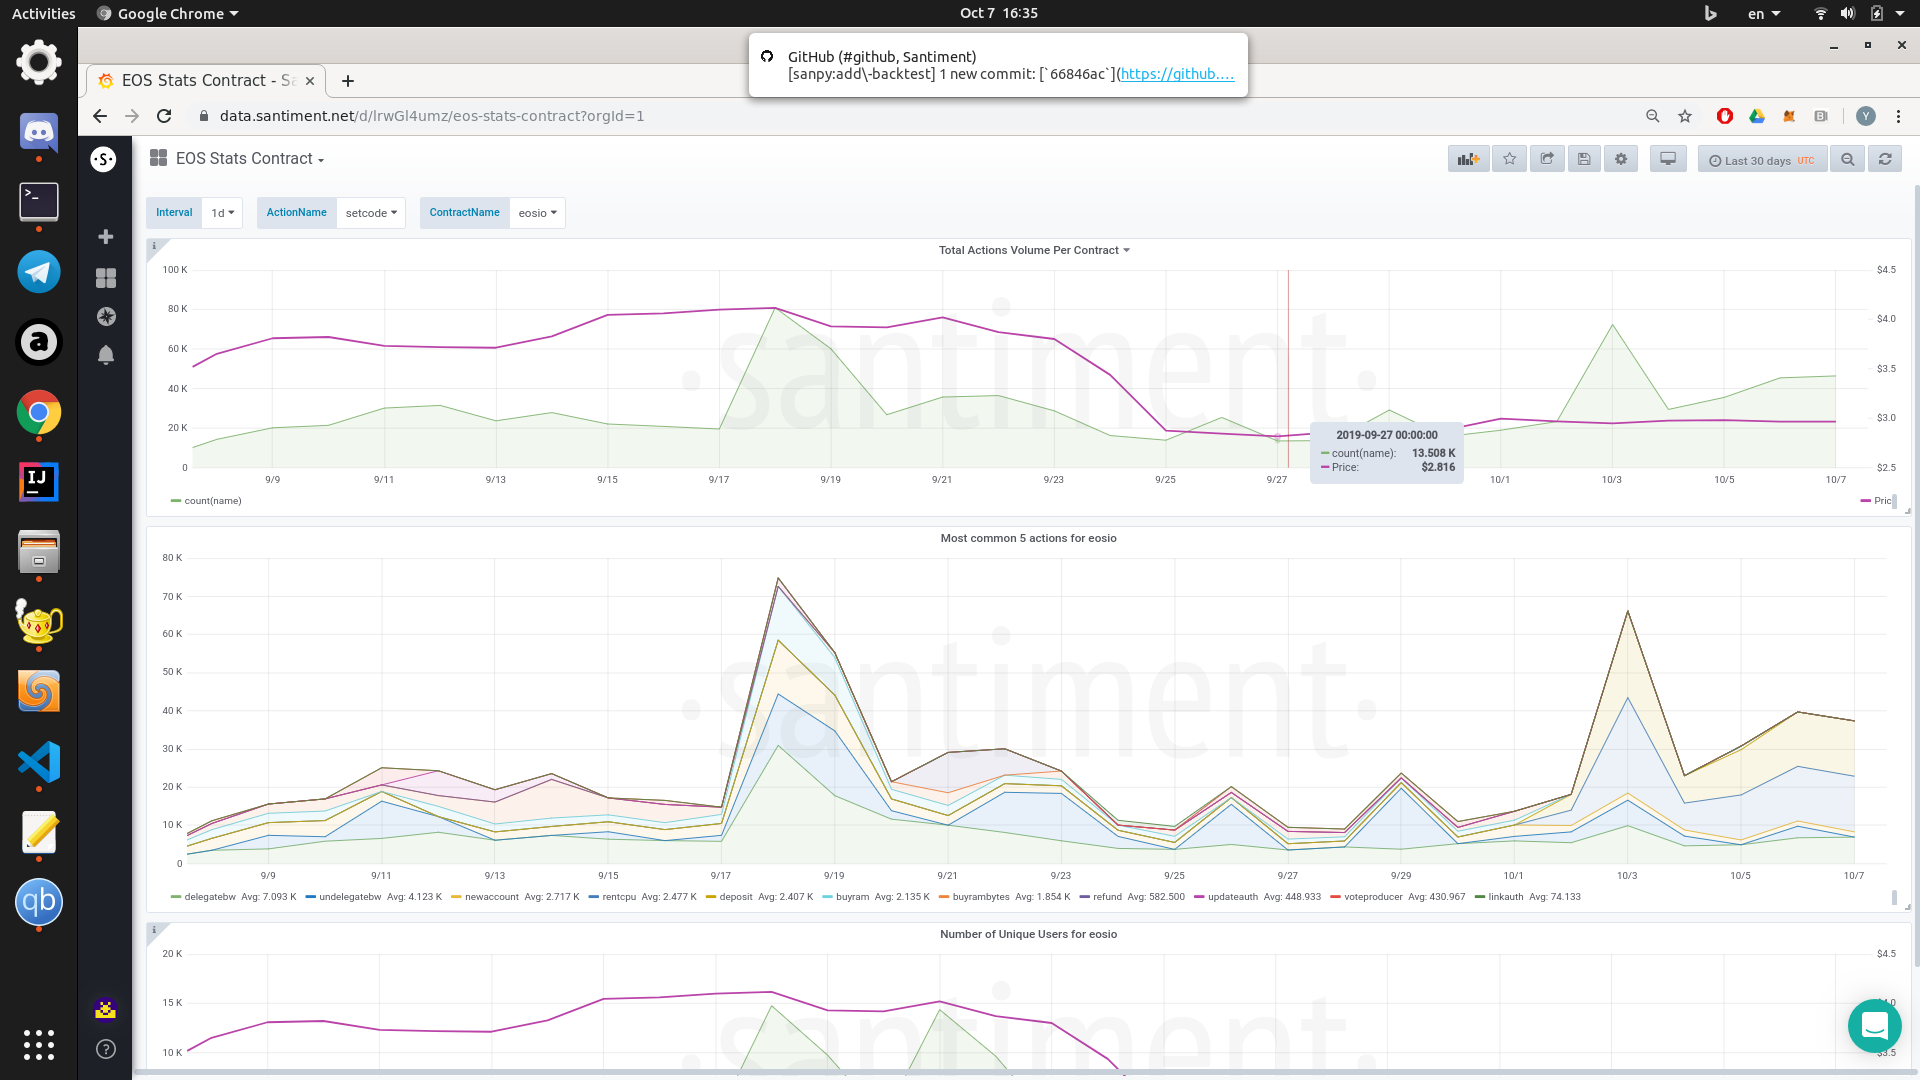 Activities Google Chrome Oct 7 16:35 en
GitHub (#github, Santiment)
[sanpy:add\-backtest] 1 new commit: [`66846ac`](https://github.…
EOS Stats Contract - Sa
data.santiment.net/d/lrwGl4umz/eos-stats-contract?orgId=1
Y
·S·
EOS Stats Contract
Last 30 days UTC
Interval 1d ActionName setcode ContractName eosio
Total Actions Volume Per Contract
100 K
80 K
60 K
40 K
20 K
0
$4.5
$4.0
$3.5
$3.0
$2.5
·santiment·
2019-09-27 00:00:00
count(name): 13.508 K
Price: $2.816
9/9 9/11 9/13 9/15 9/17 9/19 9/21 9/23 9/25 9/27 10/1 10/3 10/5 10/7
count(name) Pric
Most common 5 actions for eosio
80 K
70 K
60 K
50 K
40 K
30 K
20 K
10 K
0
·santiment·
9/9 9/11 9/13 9/15 9/17 9/19 9/21 9/23 9/25 9/27 9/29 10/1 10/3 10/5 10/7
delegatebw Avg: 7.093 K undelegatebw Avg: 4.123 K newaccount Avg: 2.717 K rentcpu Avg: 2.477 K deposit Avg: 2.407 K buyram Avg: 2.135 K buyrambytes Avg: 1.854 K refund Avg: 582.500 updateauth Avg: 448.933 voteproducer Avg: 430.967 linkauth Avg: 74.133
Number of Unique Users for eosio
20 K
15 K
10 K
$4.5
$4.0
$3.5
santiment
a
IJ
qb